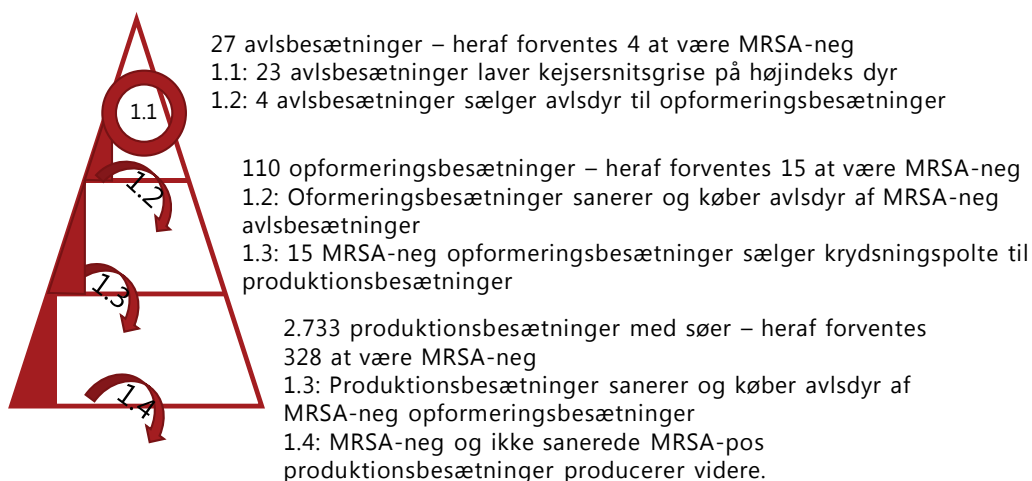 27 avlsbesætninger – heraf forventes 4 at være MRSA-neg
1.1: 23 avlsbesætninger laver kejsersnitsgrise på højindeks dyr
1.2: 4 avlsbesætninger sælger avlsdyr til opformeringsbesætninger
1.1
110 opformeringsbesætninger – heraf forventes 15 at være MRSA-neg
1.2: Oformeringsbesætninger sanerer og køber avlsdyr af MRSA-neg
avlsbesætninger
1.3: 15 MRSA-neg opformeringsbesætninger sælger krydsningspolte til
produktionsbesætninger
1.2
1.3
2.733 produktionsbesætninger med søer – heraf forventes
328 at være MRSA-neg
1.3: Produktionsbesætninger sanerer og køber avlsdyr af
MRSA-neg opformeringsbesætninger
1.4: MRSA-neg og ikke sanerede MRSA-pos
produktionsbesætninger producerer videre.
1.4